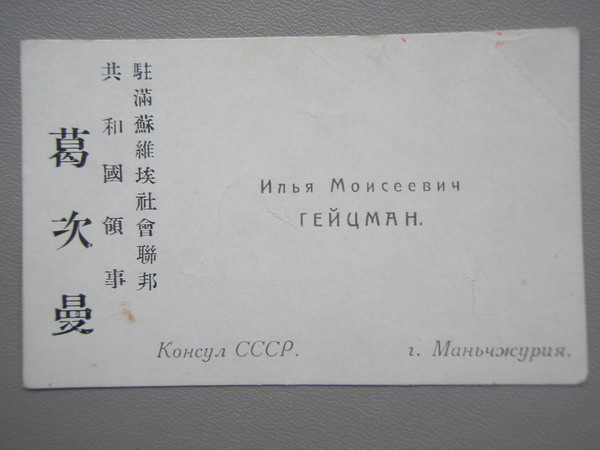 駐滿蘇維埃社會聯邦
共和國領事
葛次曼
Илья Моисеевич
ГЕЙЦМАН.
Консул СССР.
г. Маньчжурия.